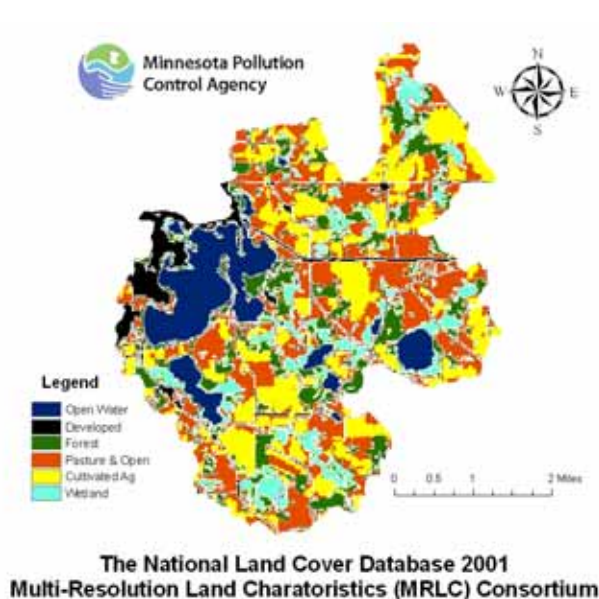 Minnesota Pollution
Control Agency
N
W E
S
Legend
Open Water
Developed
Forest
Pasture & Open
Cultivated Ag
Wetland
0 0.5 1 2 Miles
The National Land Cover Database 2001
Multi-Resolution Land Charatoristics (MRLC) Consortium